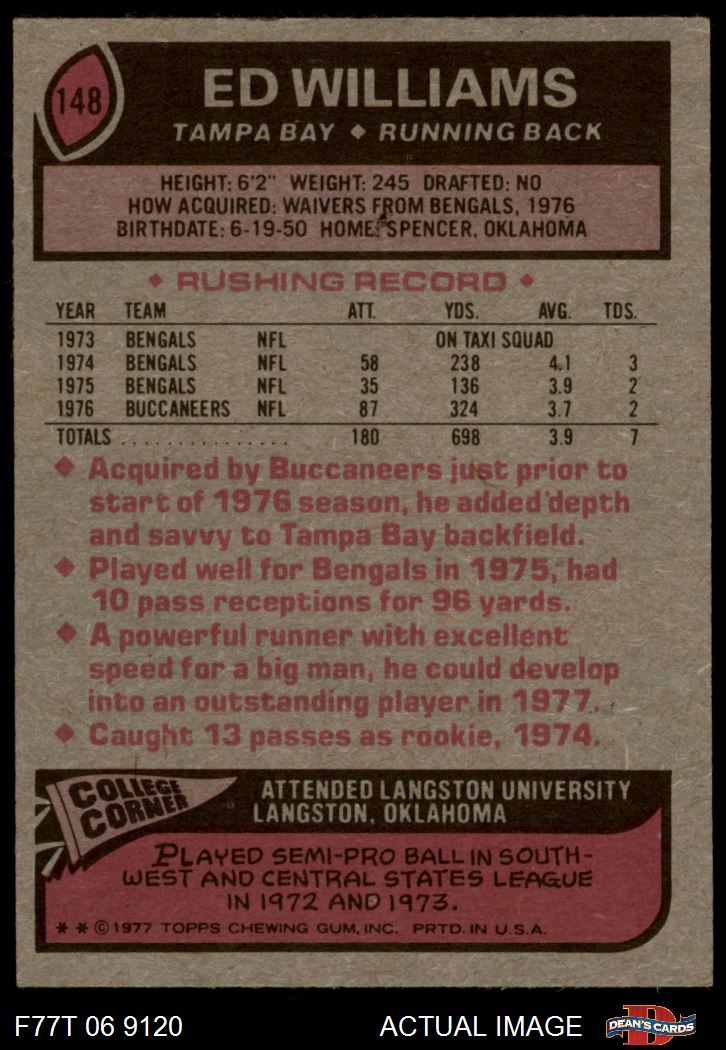 148
ED WILLIAMS
TAMPA BAY ◆ RUNNING BACK
HEIGHT: 6'2" WEIGHT: 245 DRAFTED: NO
HOW ACQUIRED: WAIVERS FROM BENGALS, 1976
BIRTHDATE: 6-19-50 HOME: SPENCER, OKLAHOMA
◆ RUSHING RECORD ◆
YEAR TEAM ATT. YDS. AVG. TDS.
1973 BENGALS NFL ON TAXI SQUAD
1974 BENGALS NFL 58 238 4.1 3
1975 BENGALS NFL 35 136 3.9 2
1976 BUCCANEERS NFL 87 324 3.7 2
TOTALS . . . . . . . . . . . . . . . . 180 698 3.9 7
◆ Acquired by Buccaneers just prior to
start of 1976 season, he added depth
and savvy to Tampa Bay backfield.
◆ Played well for Bengals in 1975, had
10 pass receptions for 96 yards.
◆ A powerful runner with excellent
speed for a big man, he could develop
into an outstanding player in 1977.
◆ Caught 13 passes as rookie, 1974.
COLLEGE
CORNER
ATTENDED LANGSTON UNIVERSITY
LANGSTON, OKLAHOMA
PLAYED SEMI-PRO BALL IN SOUTH-
WEST AND CENTRAL STATES LEAGUE
IN 1972 AND 1973.
* * © 1977 TOPPS CHEWING GUM, INC. PRTD. IN U.S.A.
F77T 06 9120 ACTUAL IMAGE
D
DEAN'S CARDS